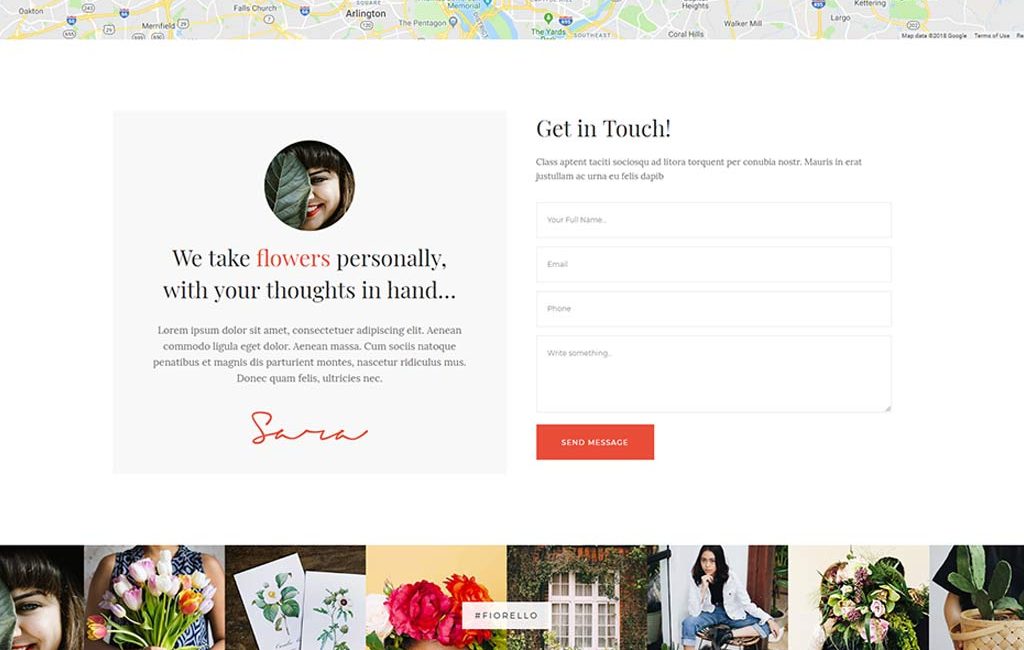 Oakton
Falls Church
SQUARE
Arlington
Memorial
The Pentagon
Merrifield
The Yards
SOUTHEAST
Heights
Coral Hills
Walker Mill
Kettering
Largo
Map data ©2018 Google
Terms of Use
Get in Touch!
Class aptent taciti sociosqu ad litora torquent per conubia nostr. Mauris in erat
justullam ac urna eu felis dapib
Your Full Name...
Email
Phone
Write something...
SEND MESSAGE
We take flowers personally,
with your thoughts in hand...
Lorem ipsum dolor sit amet, consectetuer adipiscing elit. Aenean
commodo ligula eget dolor. Aenean massa. Cum sociis natoque
penatibus et magnis dis parturient montes, nascetur ridiculus mus.
Donec quam felis, ultricies nec.
Sara
#FIORELLO